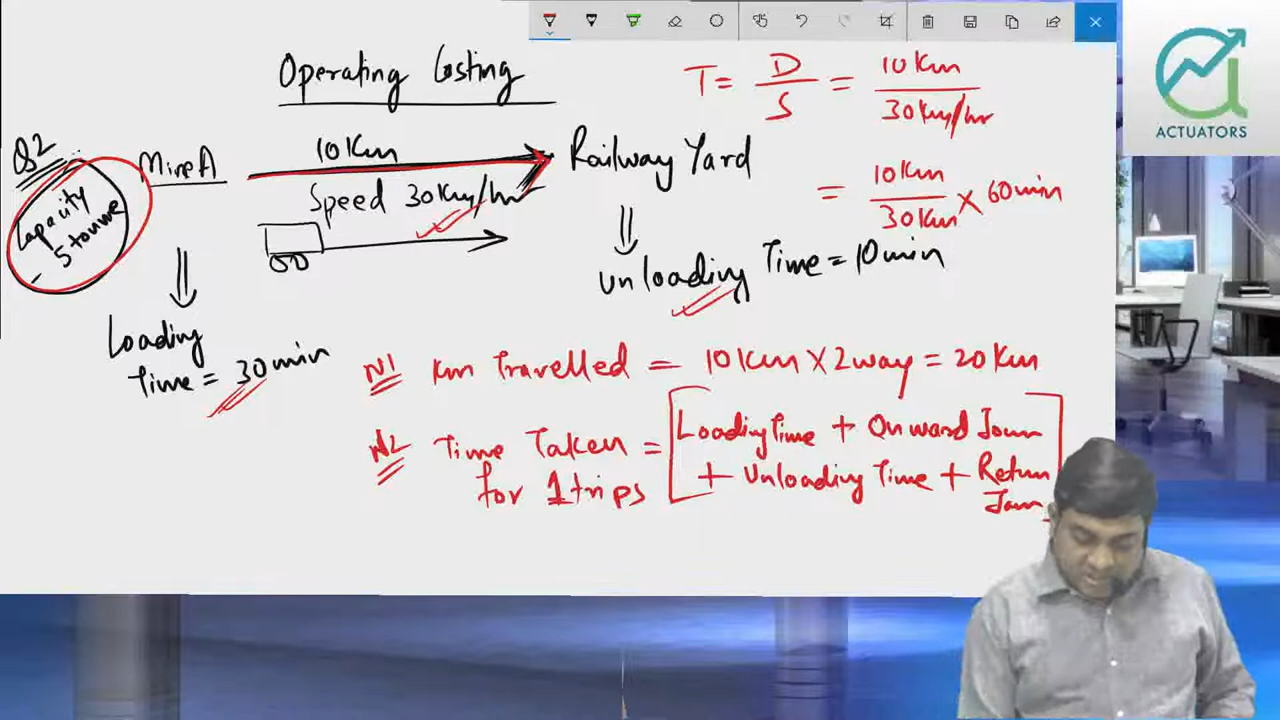 Operating Costing
Q2
Capacity
- 5 tonne
Mine A
10 Km
Railway Yard
Speed 30 Km/hr
Loading
Time = 30 min
Unloading Time = 10 min
T = D/S = 10 Km/30 Km/hr
= 10 Km/30 Km × 60 min
N1 Km Travelled = 10 Km × 2 way = 20 Km
N2 Time Taken
for 1 trips
= [Loading time + Onward Journ
+ Unloading Time + Return
Journ]
ACTUATORS